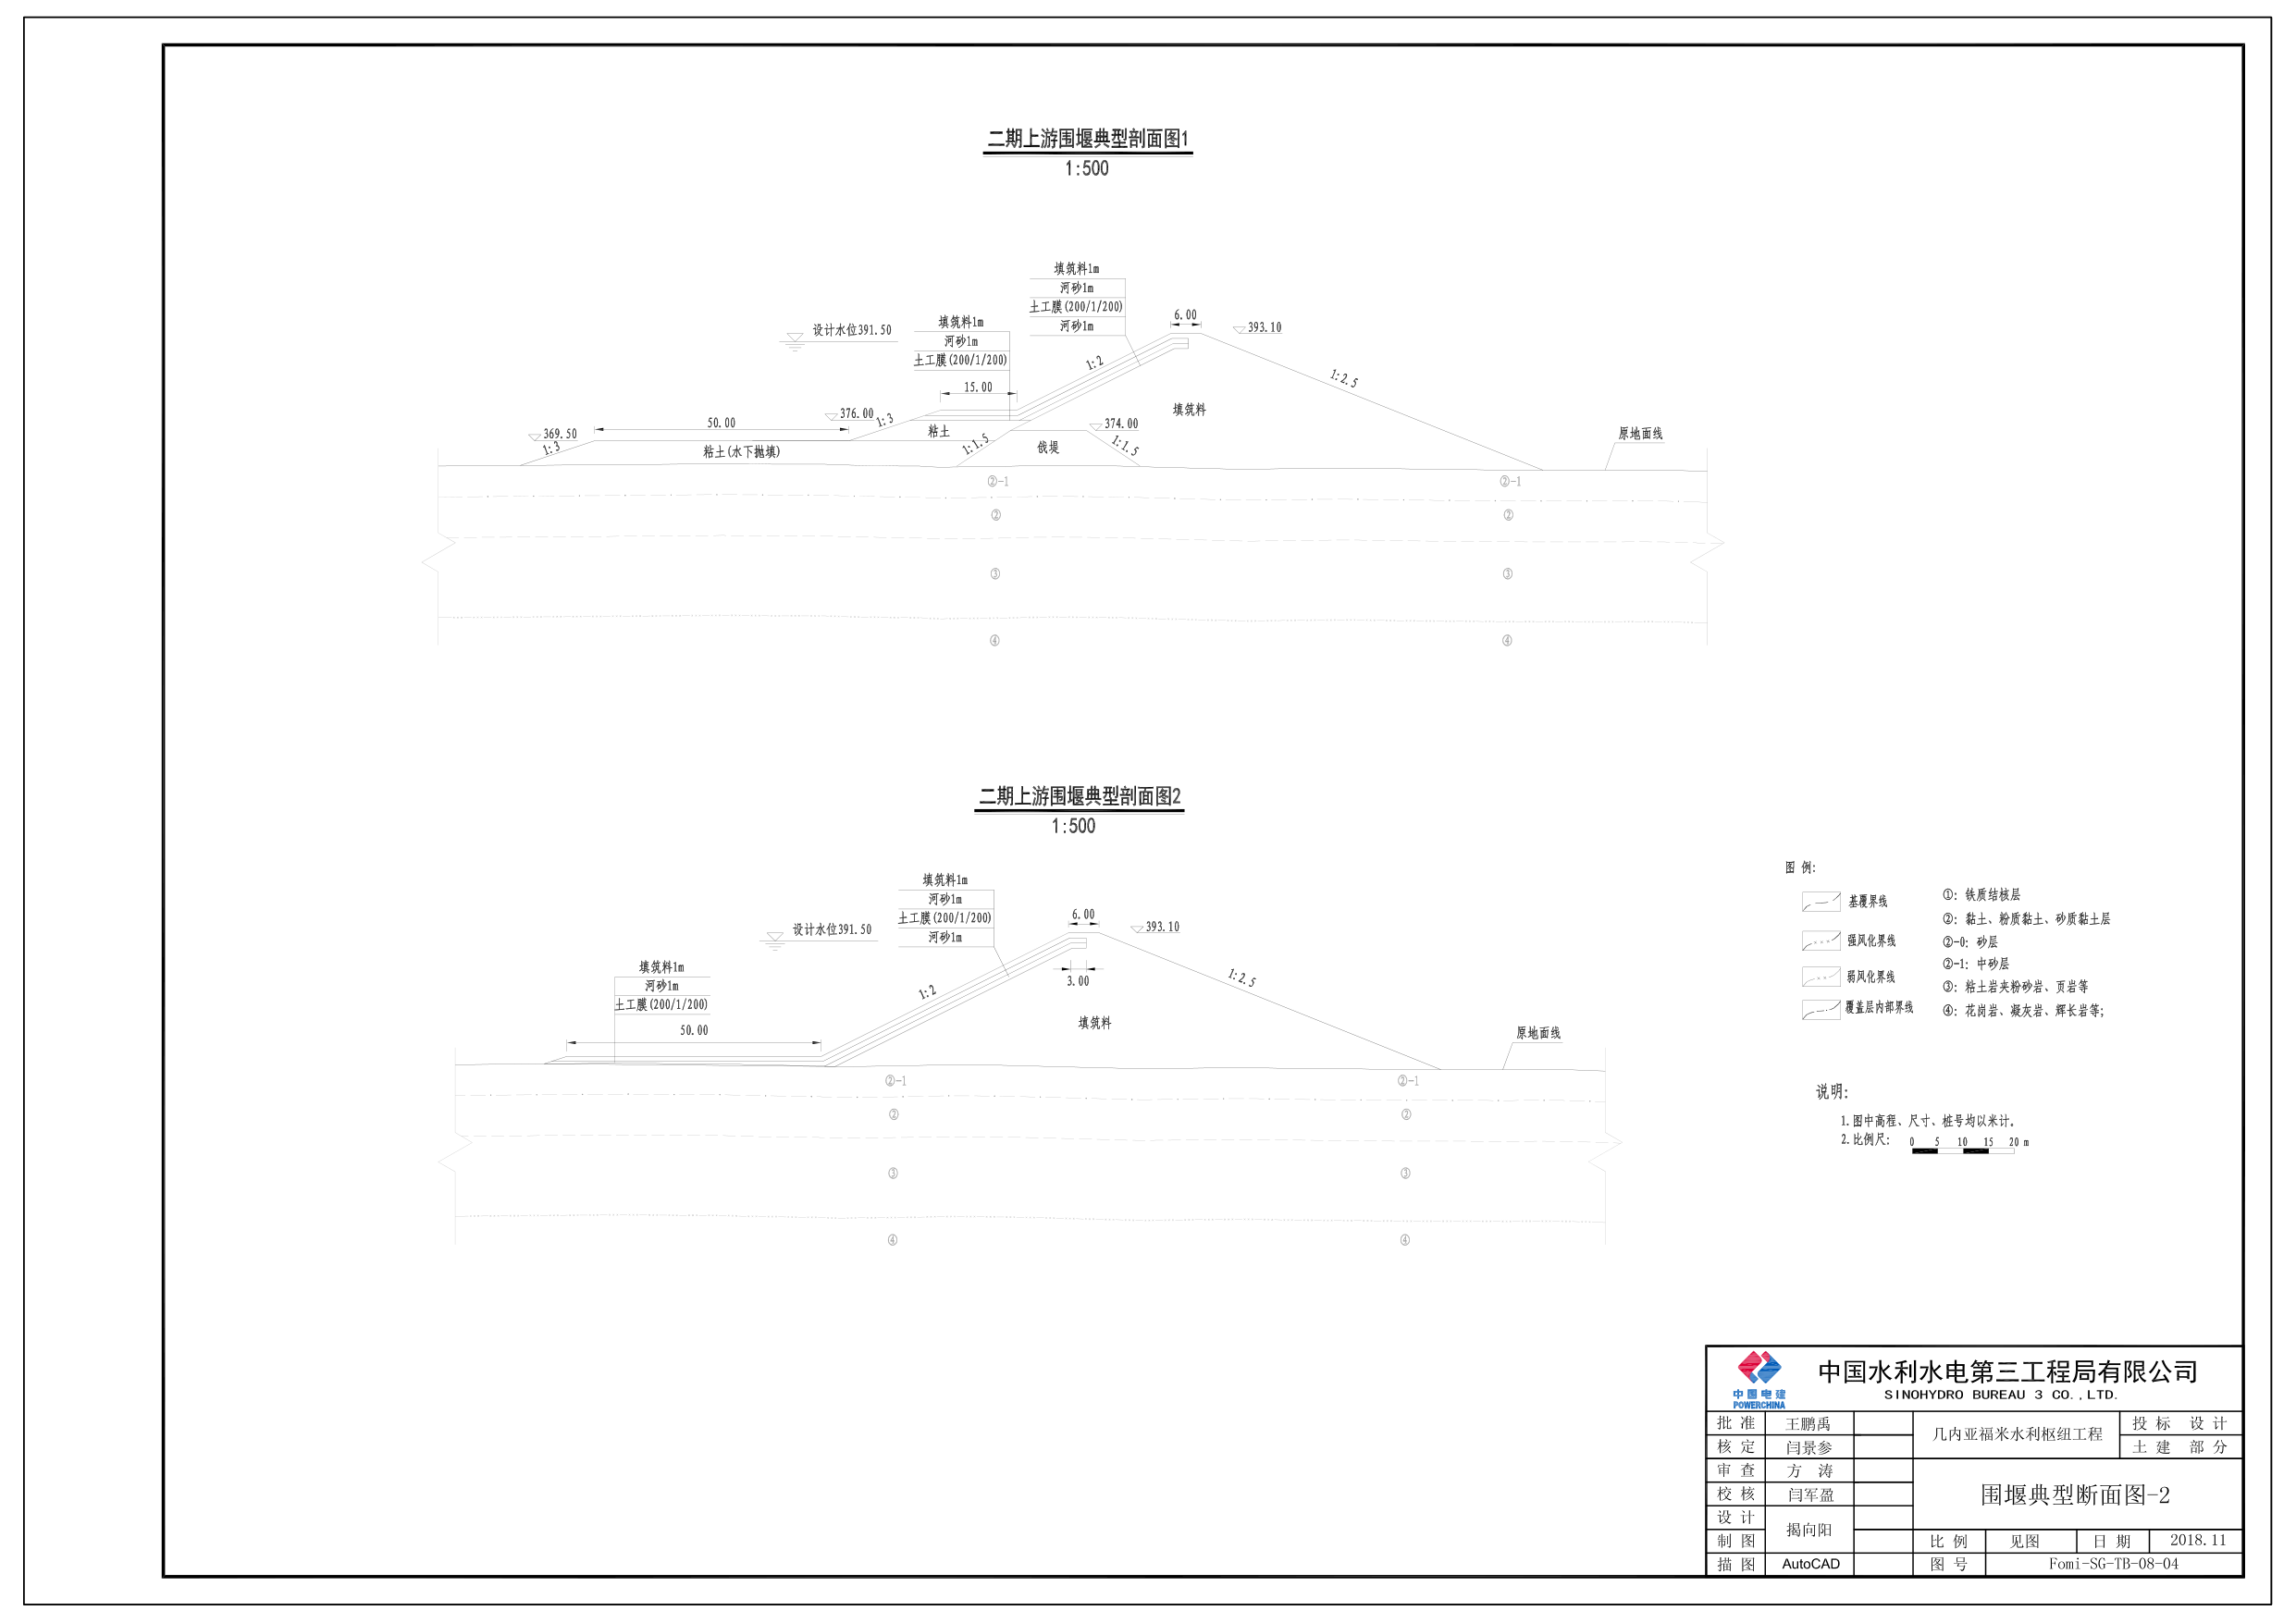 二期上游围堰典型剖面图1
1:500
填筑料1m
河砂1m
土工膜(200/1/200)
河砂1m
填筑料1m
河砂1m
土工膜(200/1/200)
设计水位391.50
6.00
393.10
1:2
1:2.5
15.00
376.00
1:3
填筑料
50.00
369.50
1:3
粘土
374.00
1:1.5
戗堤
1:1.5
粘土(水下抛填)
原地面线
②-1
②-1
②
②
③
③
④
④
二期上游围堰典型剖面图2
1:500
填筑料1m
河砂1m
土工膜(200/1/200)
河砂1m
设计水位391.50
6.00
393.10
填筑料1m
河砂1m
土工膜(200/1/200)
3.00
1:2
1:2.5
50.00
填筑料
原地面线
②-1
②-1
②
②
③
③
④
④
图 例:
基覆界线
强风化界线
弱风化界线
覆盖层内部界线
①: 铁质结核层
②: 黏土、粉质黏土、砂质黏土层
②-0: 砂层
②-1: 中砂层
③: 粘土岩夹粉砂岩、页岩等
④: 花岗岩、凝灰岩、辉长岩等;
说明:
1.图中高程、尺寸、桩号均以米计。
2.比例尺: 0 5 10 15 20 m
中国电建
POWERCHINA
中国水利水电第三工程局有限公司
SINOHYDRO BUREAU 3 CO.,LTD.
批 准 王鹏禹
核 定 闫景参
审 查 方 涛
校 核 闫军盈
设 计
制 图 揭向阳
描 图 AutoCAD
几内亚福米水利枢纽工程
投 标 设 计
土 建 部 分
围堰典型断面图-2
比 例 见图 日 期 2018.11
图 号 Fomi-SG-TB-08-04